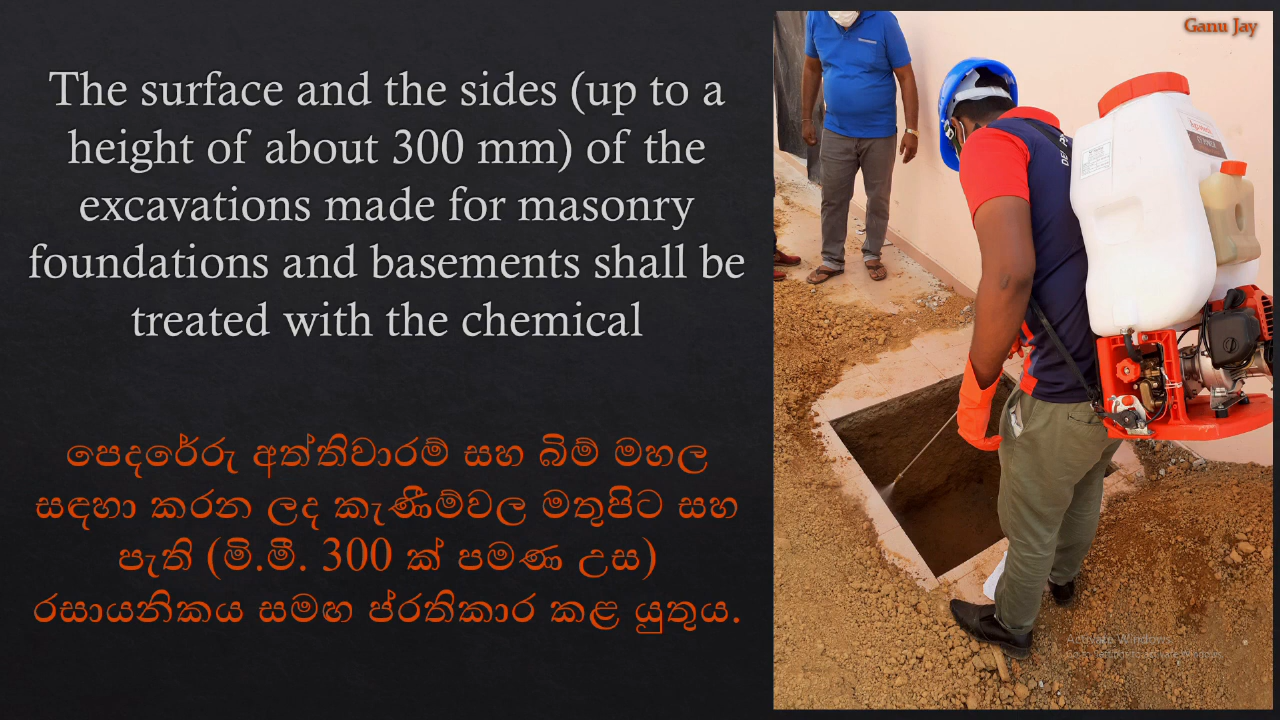 The surface and the sides (up to a
height of about 300 mm) of the
excavations made for masonry
foundations and basements shall be
treated with the chemical
පෙදරේරු අත්තිවාරම් සහ බිම් මහල
සඳහා කරන ලද කැණීම්වල මතුපිට සහ
පැති (මි.මී. 300 ක් පමණ උස)
රසායනිකය සමඟ ප්රතිකාර කළ යුතුය.
Ganu Jay
Activate Windows